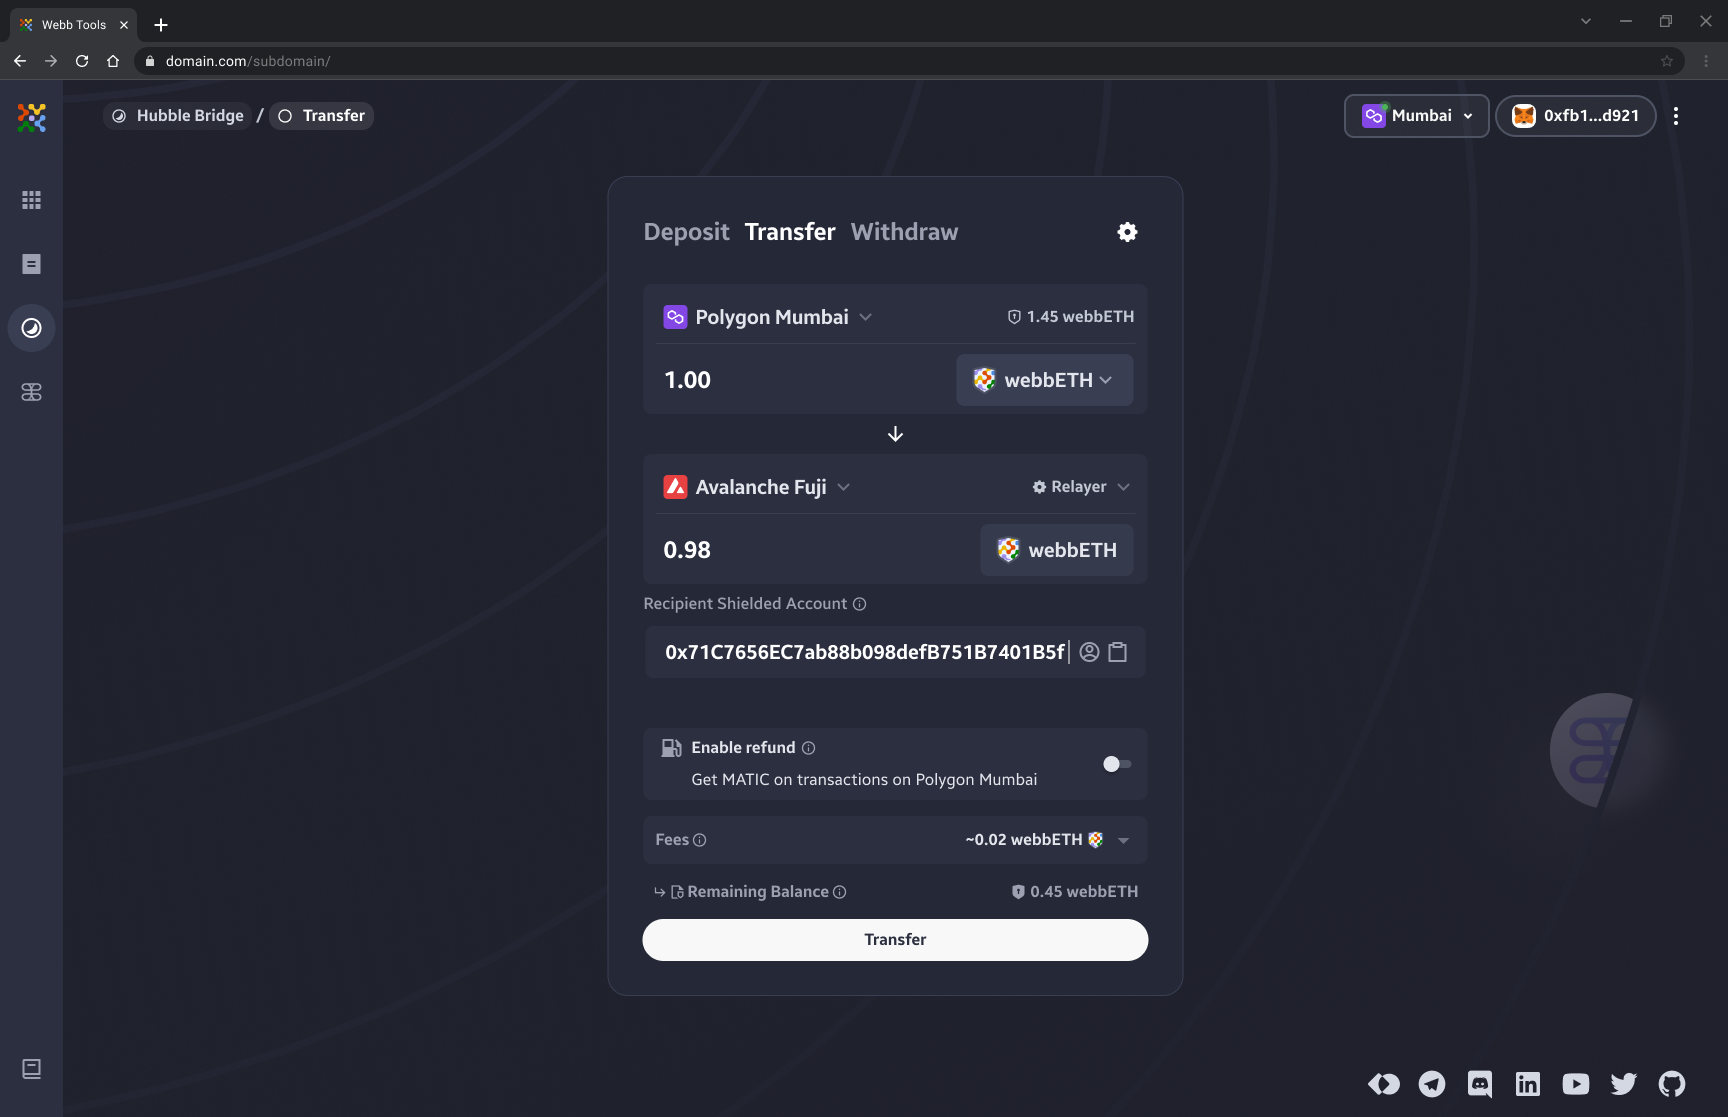 Webb Tools
domain.com/subdomain/
Hubble Bridge / Transfer
Mumbai
0xfb1...d921
Deposit Transfer Withdraw
Polygon Mumbai
1.45 webbETH
1.00
webbETH
Avalanche Fuji
Relayer
0.98
webbETH
Recipient Shielded Account
0x71C7656EC7ab88b098defB751B7401B5f
Enable refund
Get MATIC on transactions on Polygon Mumbai
Fees
~0.02 webbETH
Remaining Balance
0.45 webbETH
Transfer